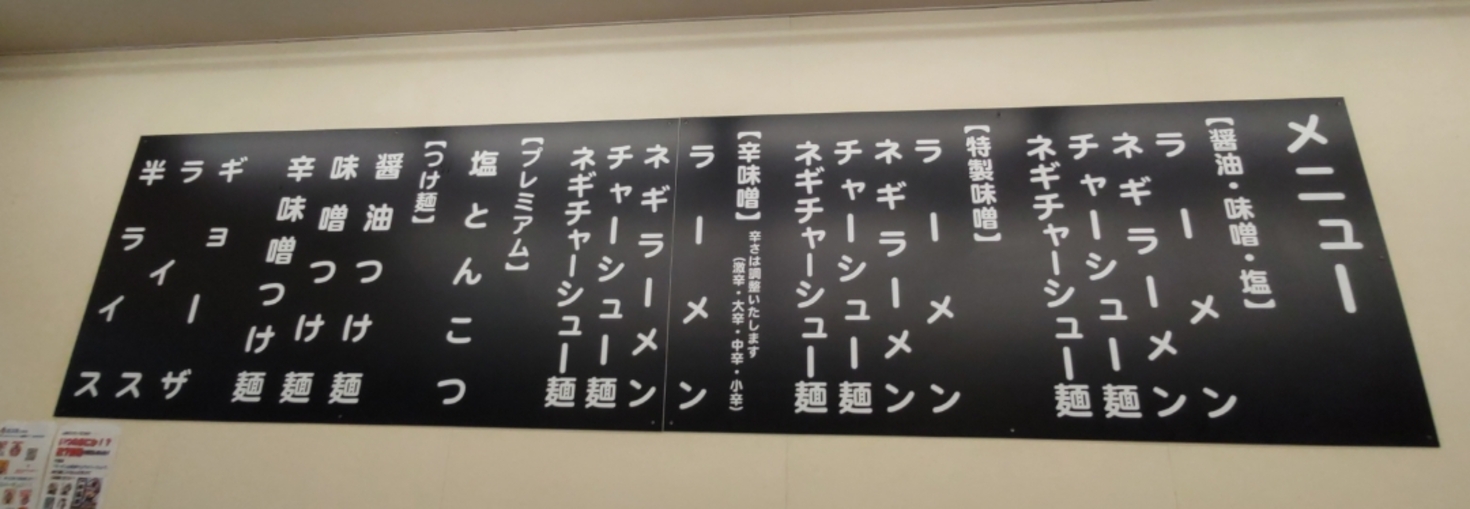 メニュー
【醤油・味噌・塩】
ラーメン
ネギラーメン
チャーシュー麺
ネギチャーシュー麺
【特製味噌】
ラーメン
ネギラーメン
チャーシュー麺
ネギチャーシュー麺
【辛味噌】
辛さは調整いたします
（激辛・大辛・中辛・小辛）
ラーメン
ネギラーメン
チャーシュー麺
ネギチャーシュー麺
【プレミアム】
塩とんこつ
【つけ麺】
醤油つけ麺
味噌つけ麺
辛味噌つけ麺
ギョーザ
ライス
半ライス